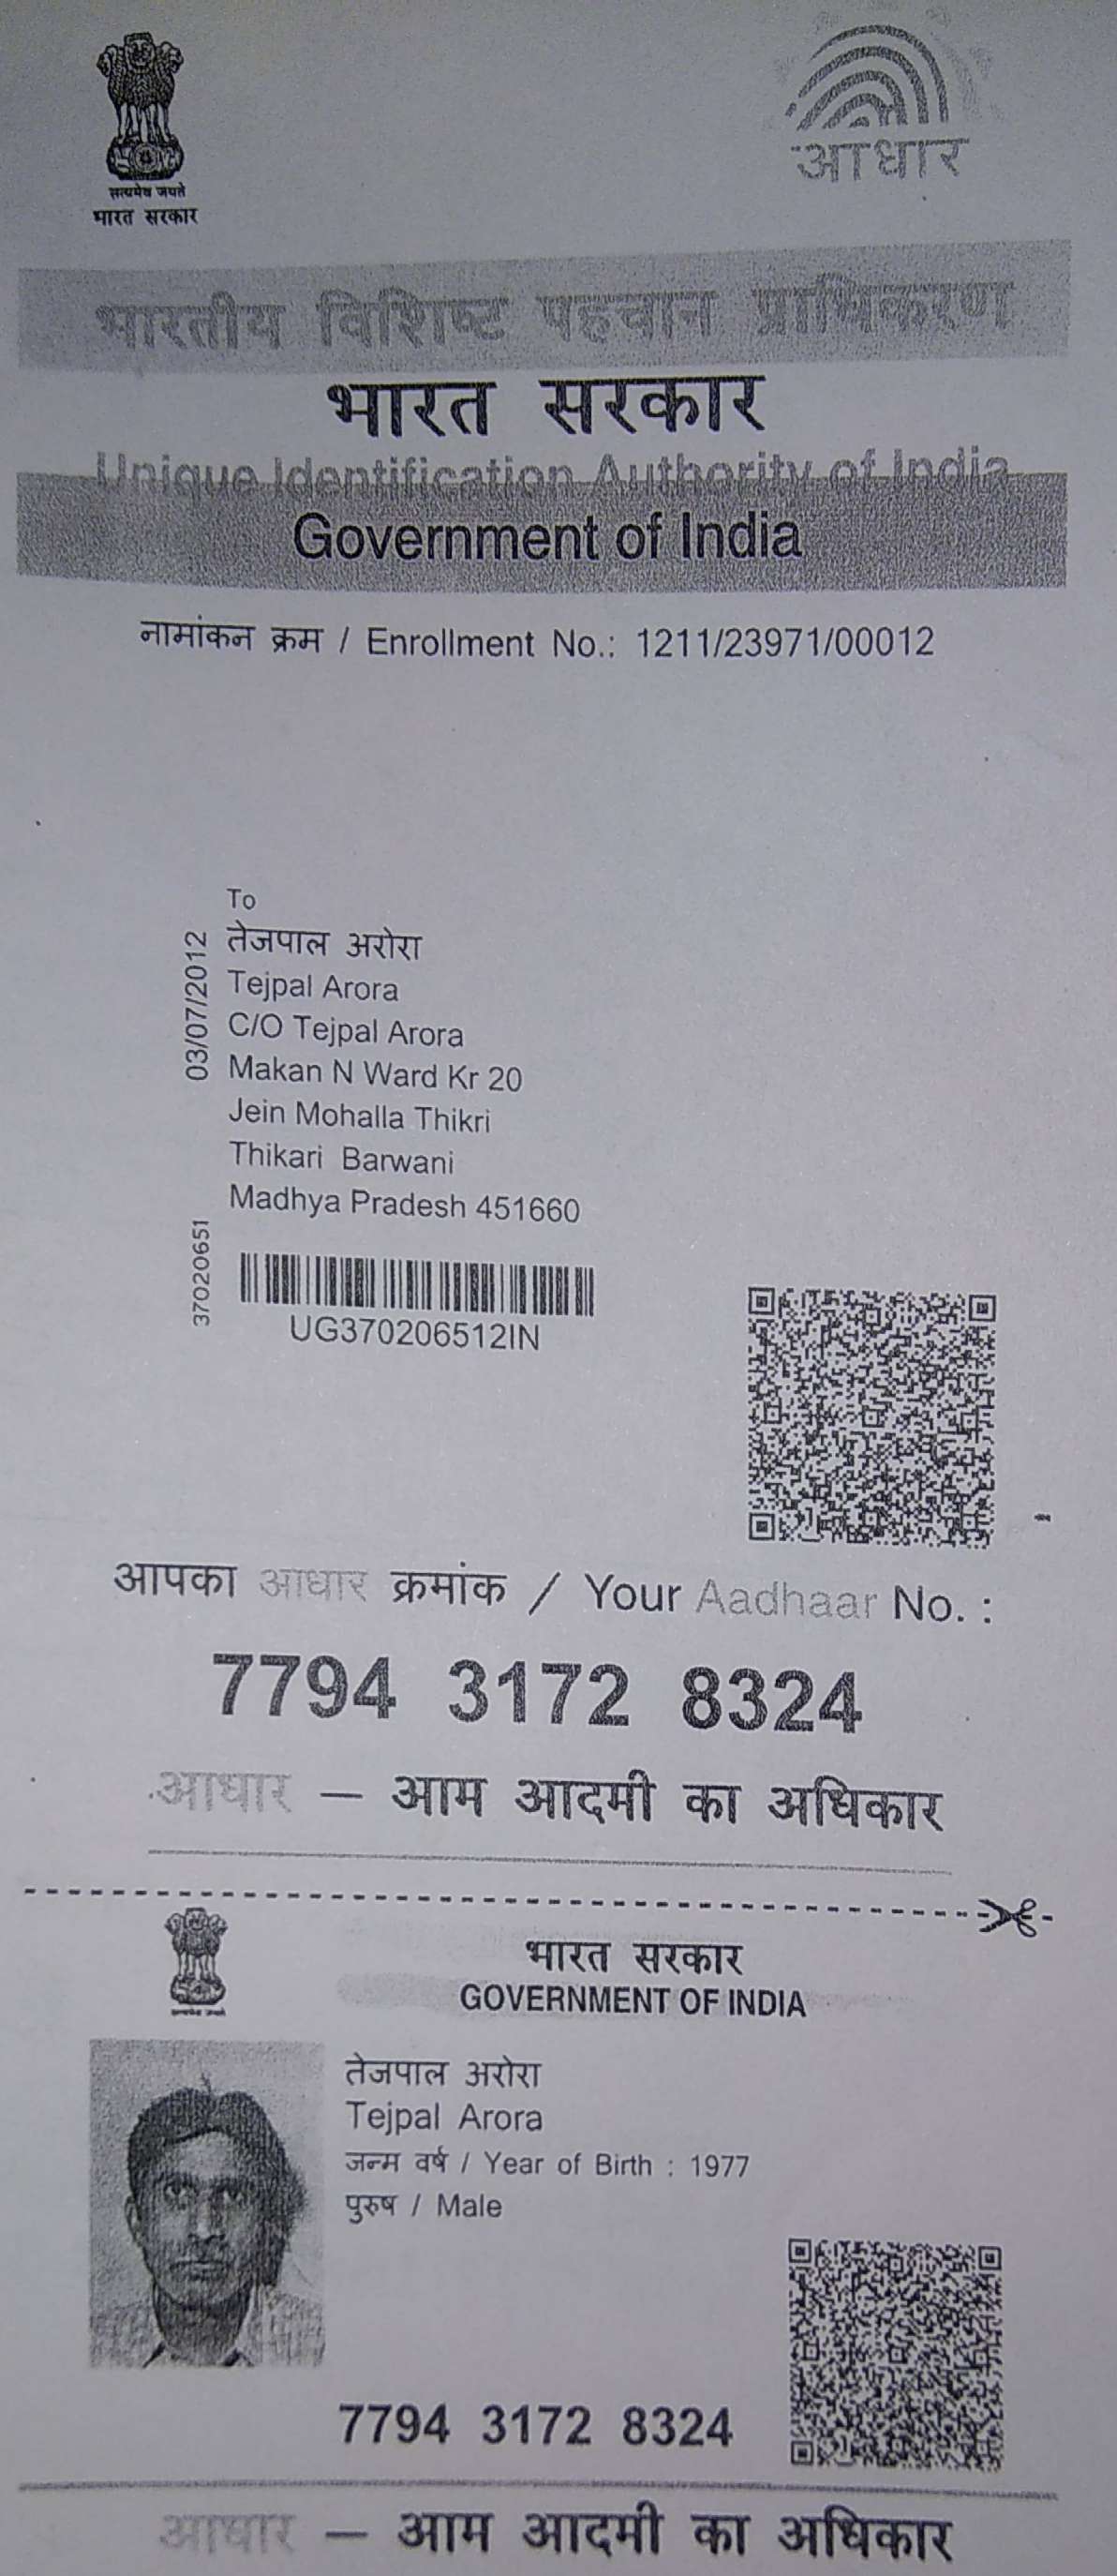 सत्यमेव जयते
भारत सरकार
आधार
भारतीय विशिष्ट पहचान प्राधिकरण
भारत सरकार
Unique Identification Authority of India
Government of India
नामांकन क्रम / Enrollment No.: 1211/23971/00012
To
तेजपाल अरोरा
Tejpal Arora
C/O Tejpal Arora
Makan N Ward Kr 20
Jein Mohalla Thikri
Thikari Barwani
Madhya Pradesh 451660
03/07/2012
37020651
UG370206512IN
आपका आधार क्रमांक / Your Aadhaar No. :
7794 3172 8324
आधार – आम आदमी का अधिकार
भारत सरकार
GOVERNMENT OF INDIA
तेजपाल अरोरा
Tejpal Arora
जन्म वर्ष / Year of Birth : 1977
पुरुष / Male
7794 3172 8324
आधार – आम आदमी का अधिकार